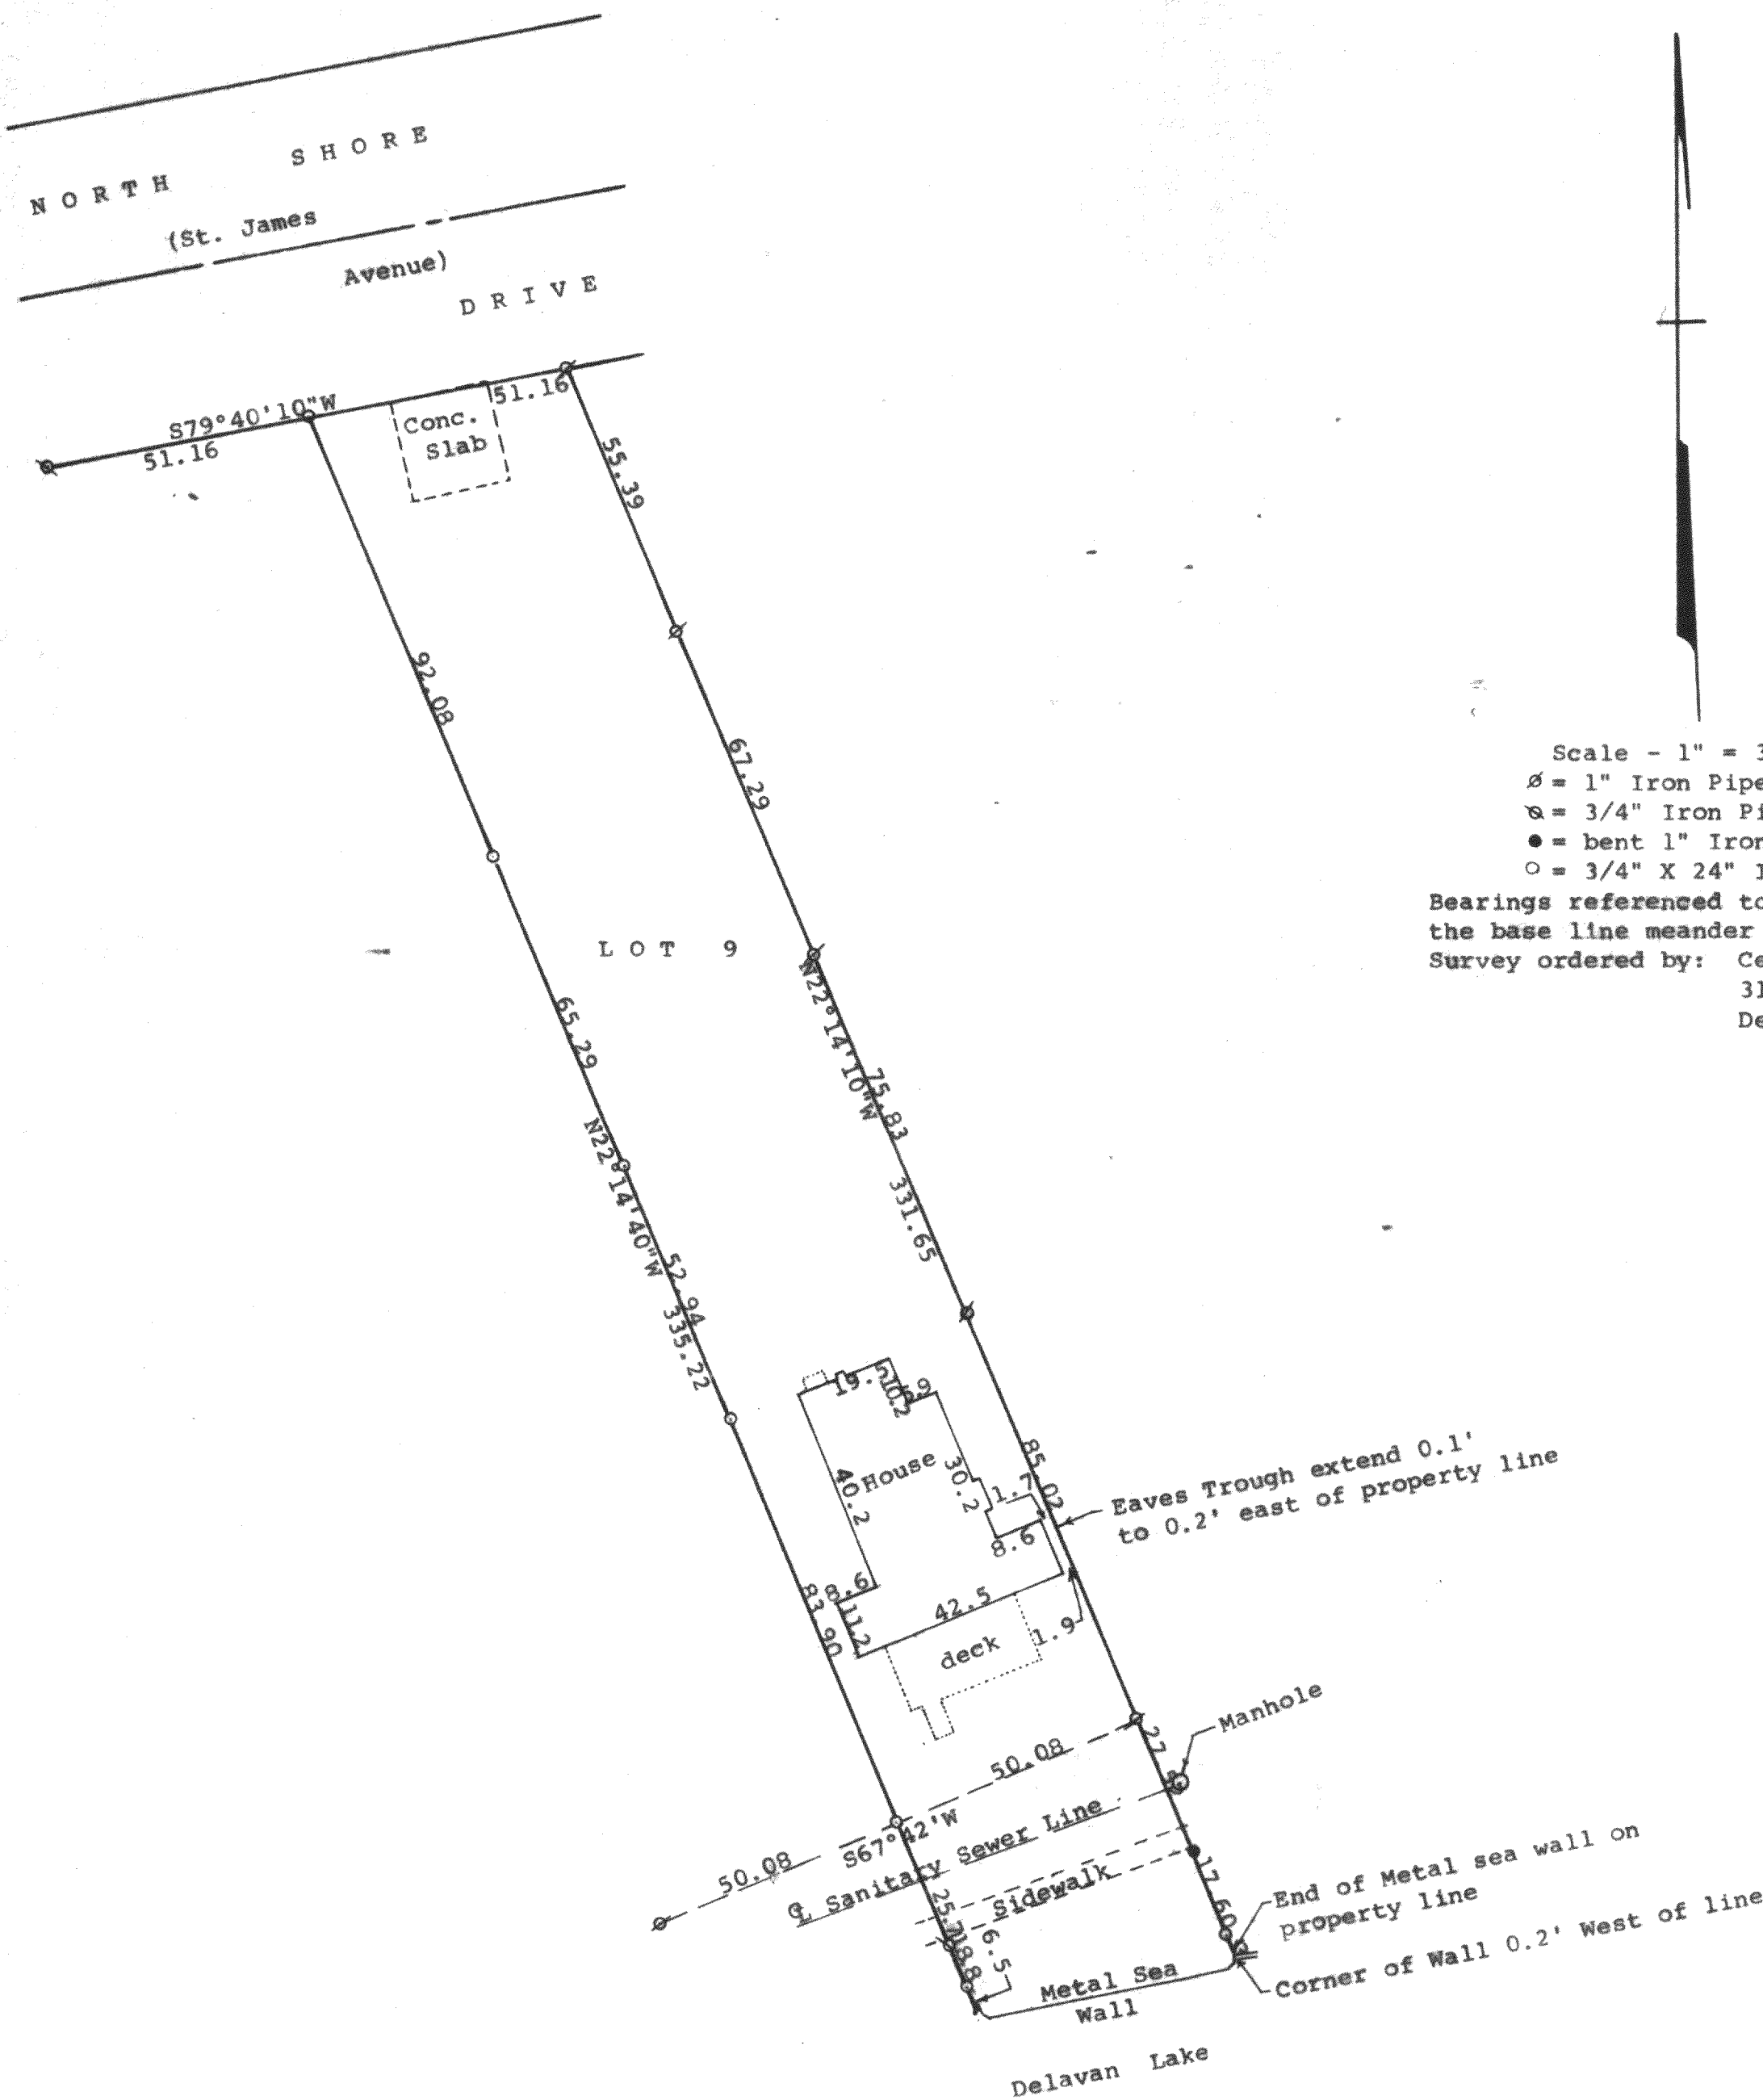 NORTH SHORE
(St. James
Avenue)
DRIVE
S79°40'10"W
51.16
51.16
Conc.
Slab
55.39
92.08
67.29
Scale - 1" = 3
= 1" Iron Pipe
= 3/4" Iron Pi
= bent 1" Iron
= 3/4" X 24" I
Bearings referenced to
the base line meander
Survey ordered by: Ce
31
De
LOT 9
N22°14'10"W
75.83
331.65
65.29
N22°14'40"W
52.94
335.22
19.5
10.2
House
40.2
30.2
1.7
8.6
85.02
Eaves Trough extend 0.1'
to 0.2' east of property line
83.90
8.6
11.2
42.5
deck
1.9
Manhole
50.08
50.08
S67°42'W
℄ Sanitary Sewer Line
Sidewalk
17.60
6.5
End of Metal sea wall on
property line
Corner of Wall 0.2' West of line
Metal Sea
Wall
Delavan Lake